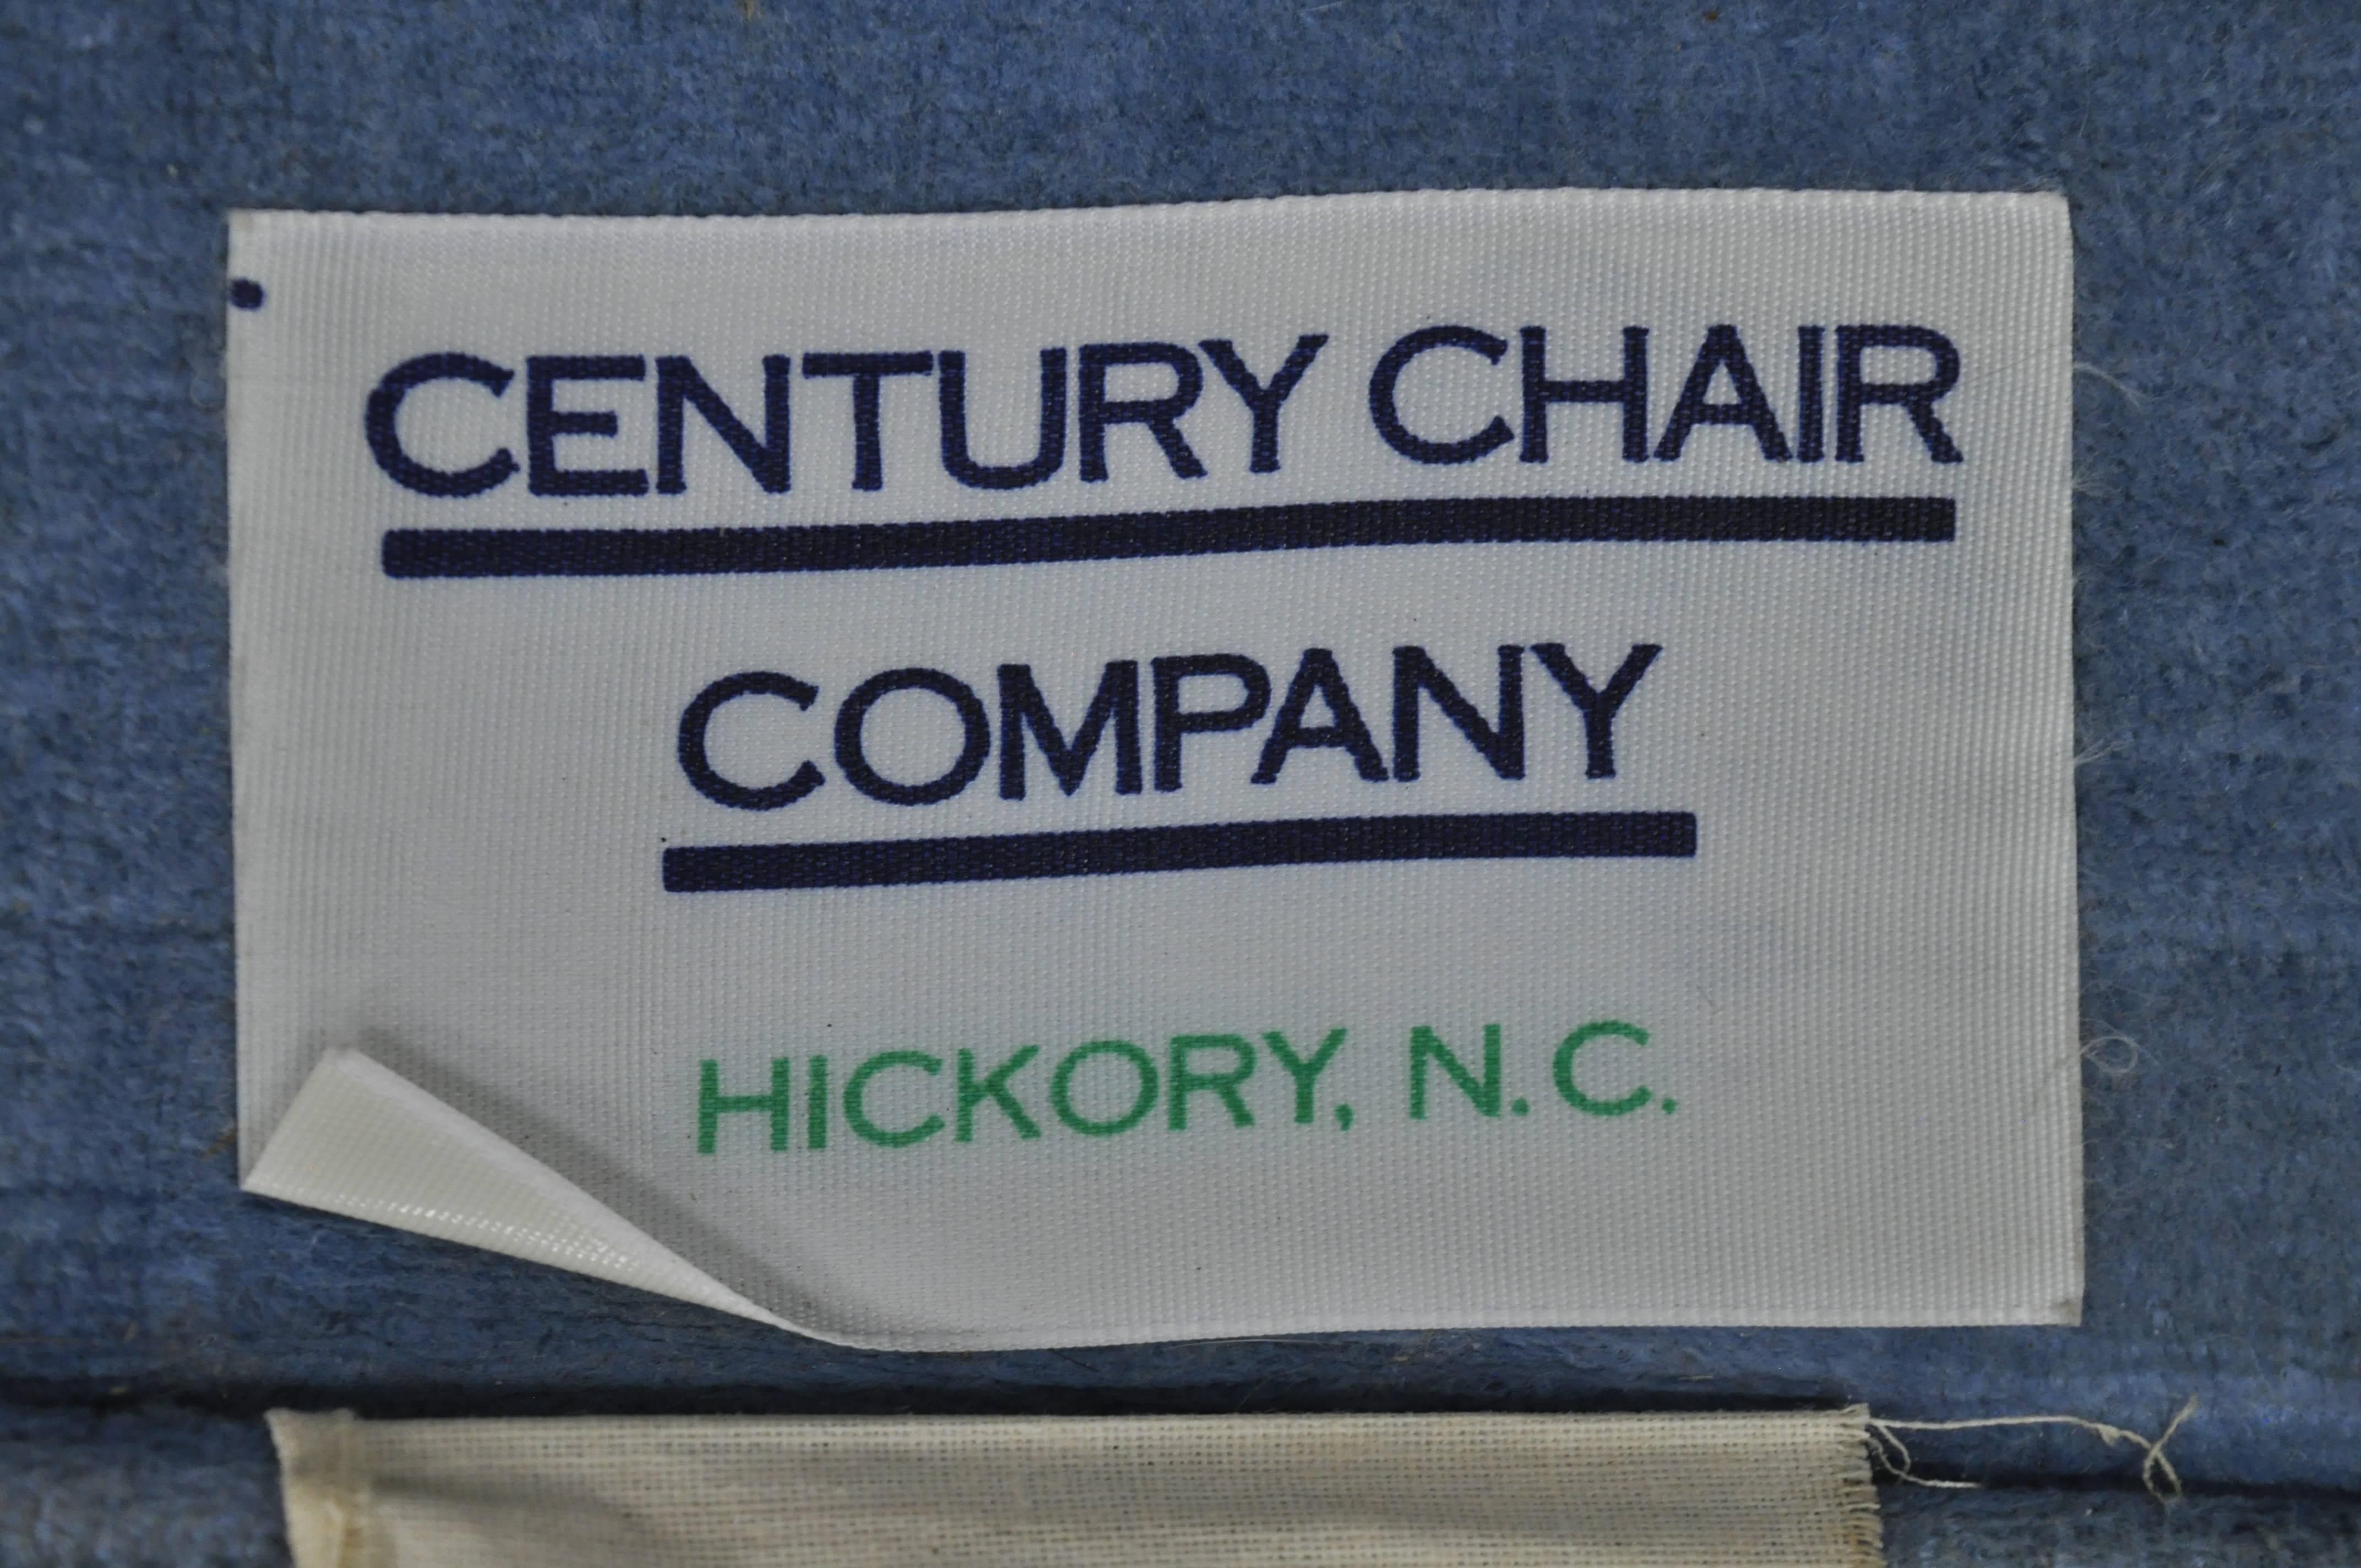 CENTURY CHAIR
COMPANY
HICKORY, N.C.